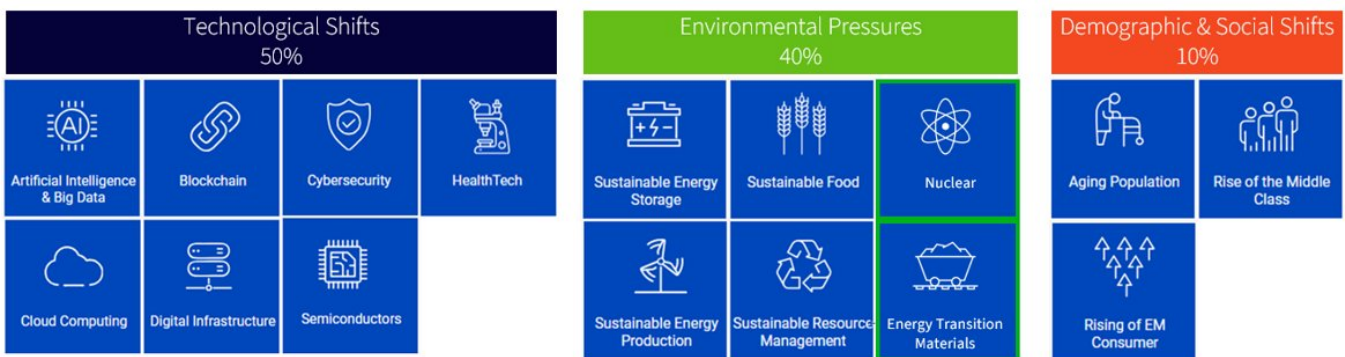 Technological Shifts
50%
Environmental Pressures
40%
Demographic & Social Shifts
10%
AI
Artificial Intelligence
& Big Data
Blockchain
Cybersecurity
HealthTech
Sustainable Energy
Storage
Sustainable Food
Nuclear
Aging Population
Rise of the Middle
Class
Cloud Computing
Digital Infrastructure
Semiconductors
Sustainable Energy
Production
Sustainable Resource
Management
Energy Transition
Materials
Rising of EM
Consumer